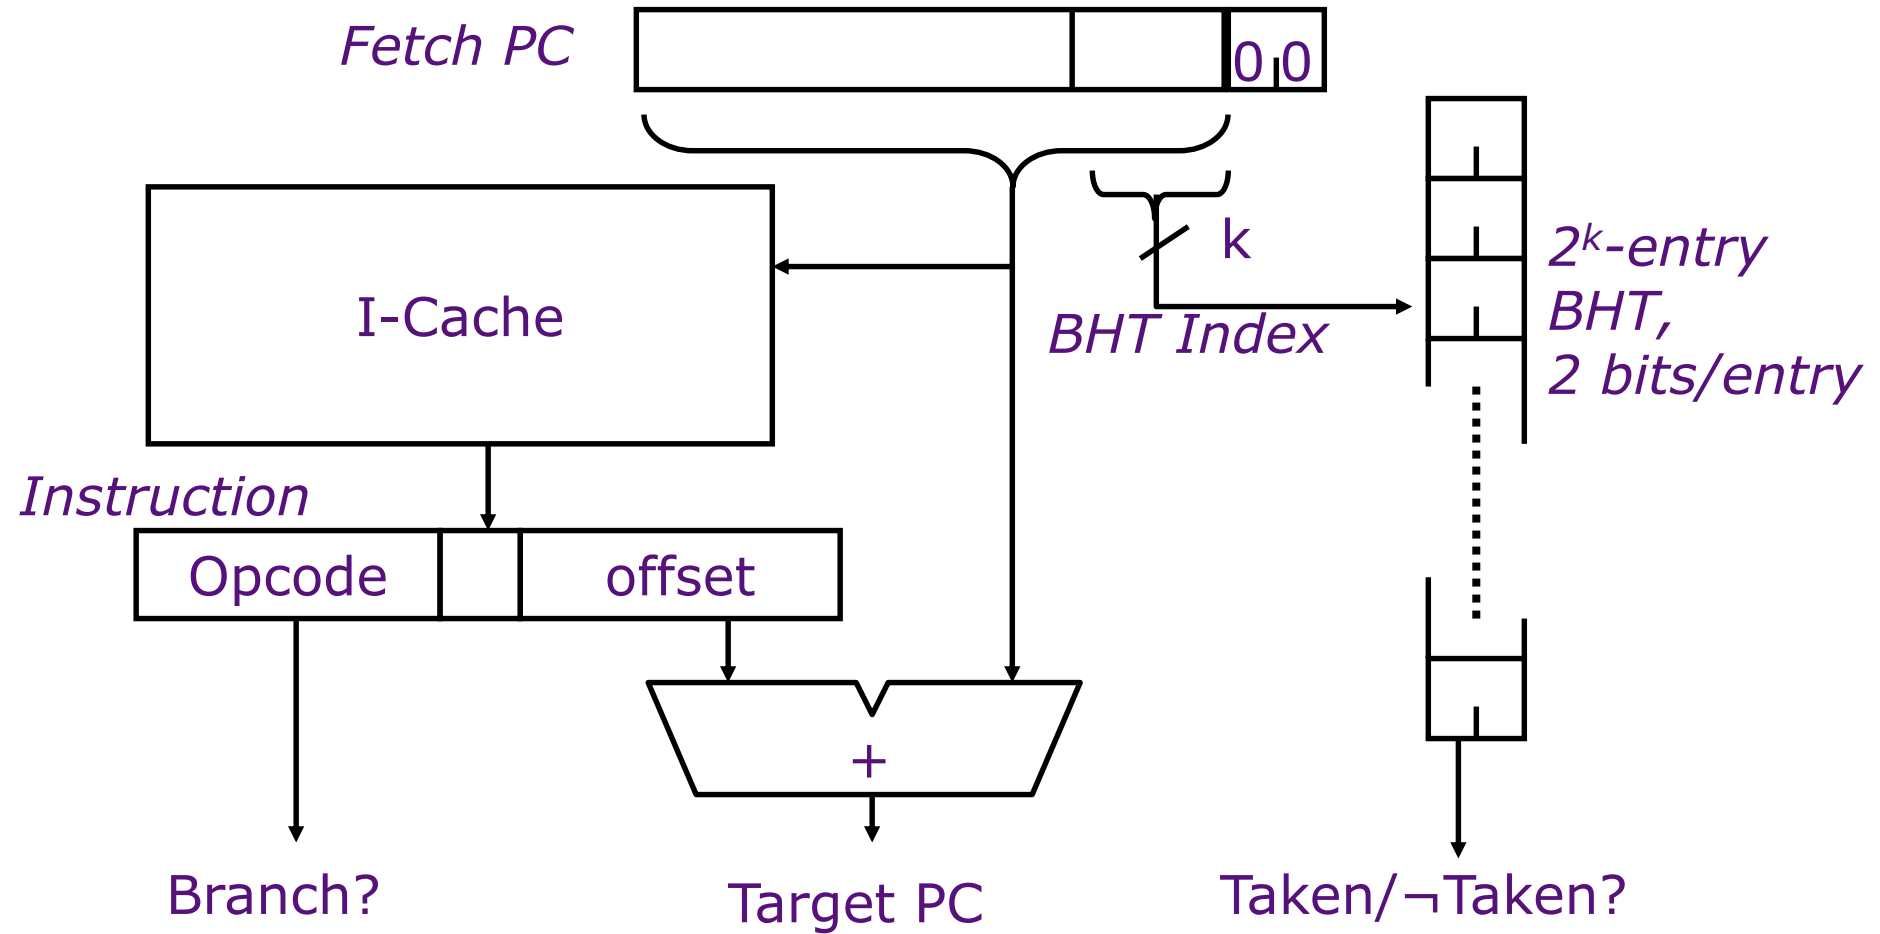 Fetch PC
0 0
k
I-Cache
BHT Index
2ᵏ-entry
BHT,
2 bits/entry
Instruction
Opcode
offset
+
Branch?
Target PC
Taken/¬Taken?